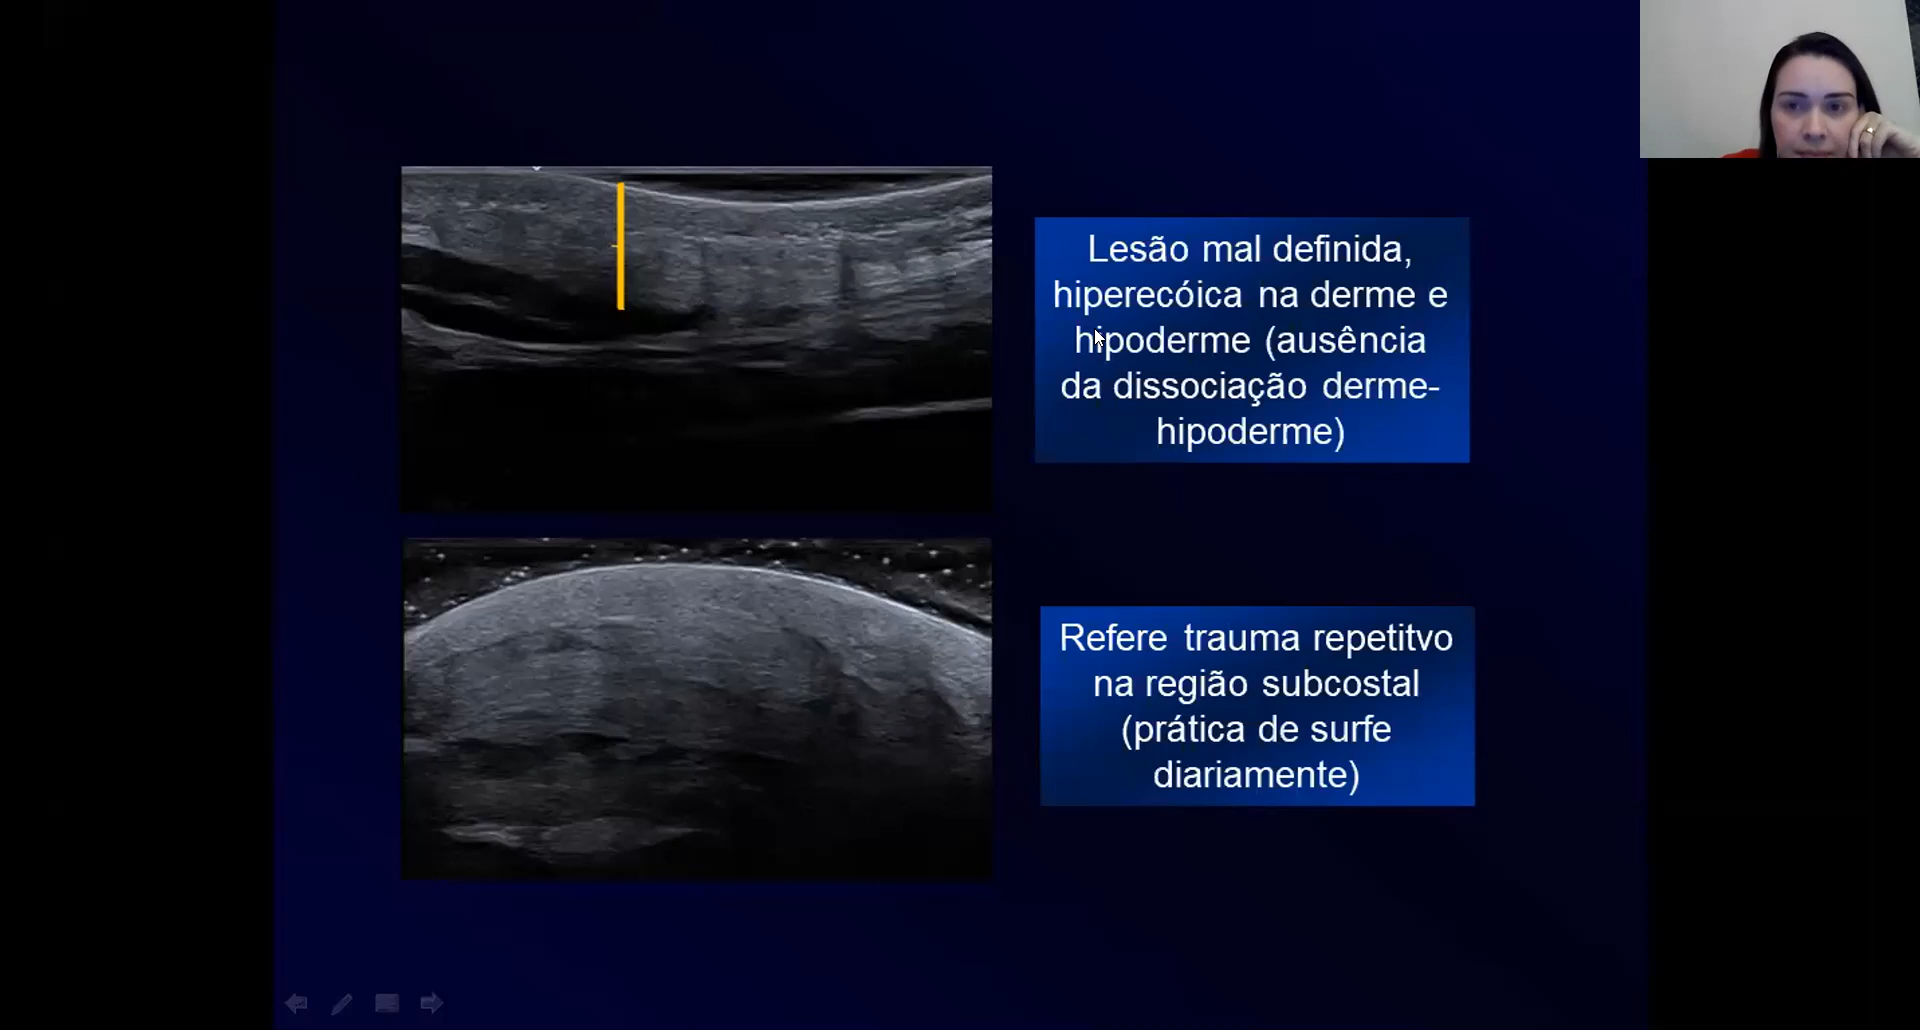 Lesão mal definida,
hiperecóica na derme e
hipoderme (ausência
da dissociação derme-
hipoderme)
Refere trauma repetitvo
na região subcostal
(prática de surfe
diariamente)